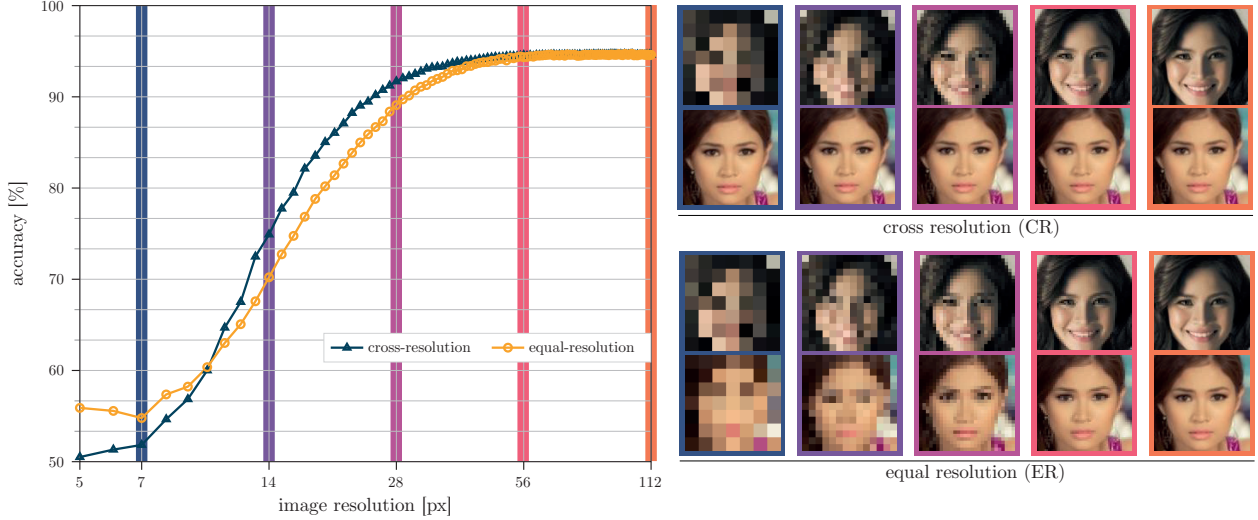 100
90
80
70
60
50
accuracy [%]
cross-resolution
equal-resolution
5
7
14
28
56
112
image resolution [px]
cross resolution (CR)
equal resolution (ER)